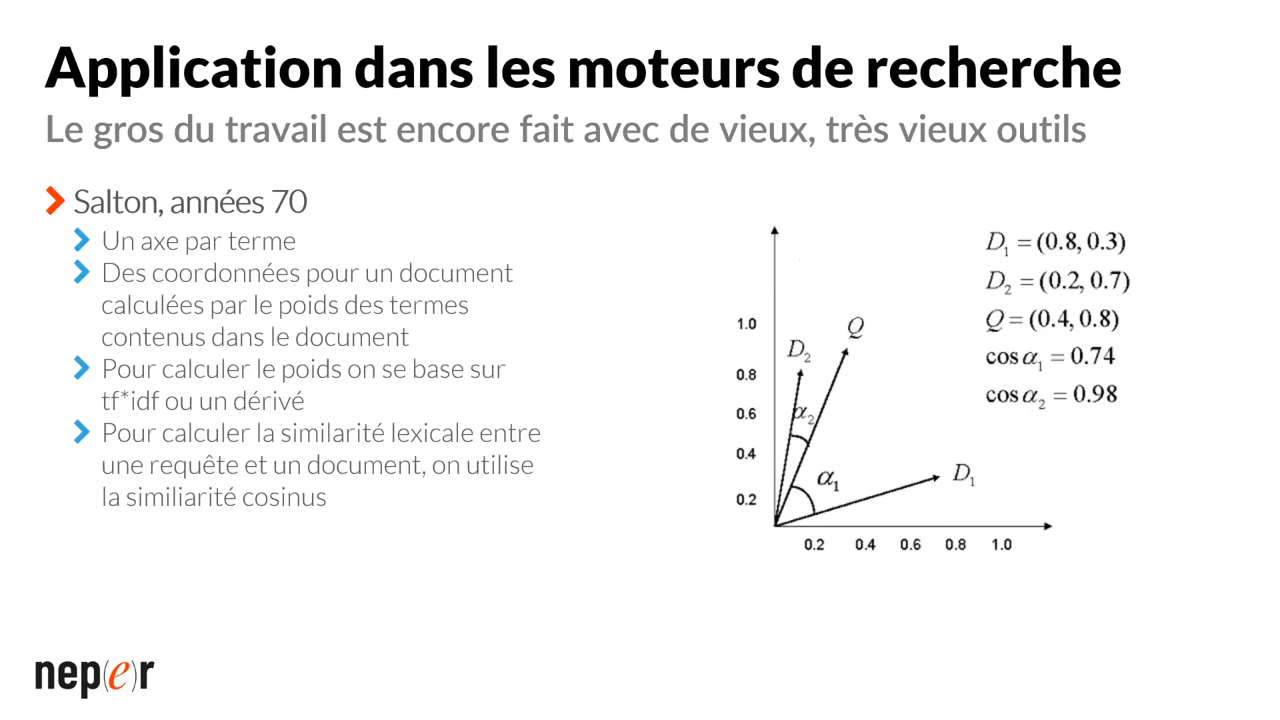 Application dans les moteurs de recherche
Le gros du travail est encore fait avec de vieux, très vieux outils
Salton, années 70
Un axe par terme
Des coordonnées pour un document
calculées par le poids des termes
contenus dans le document
Pour calculer le poids on se base sur
tf*idf ou un dérivé
Pour calculer la similarité lexicale entre
une requête et un document, on utilise
la similiarité cosinus
D₁ = (0.8, 0.3)
D₂ = (0.2, 0.7)
Q = (0.4, 0.8)
cos α₁ = 0.74
cos α₂ = 0.98
1.0
0.8
0.6
0.4
0.2
Q
D₂
α₂
α₁
D₁
0.2 0.4 0.6 0.8 1.0
nep(e)r